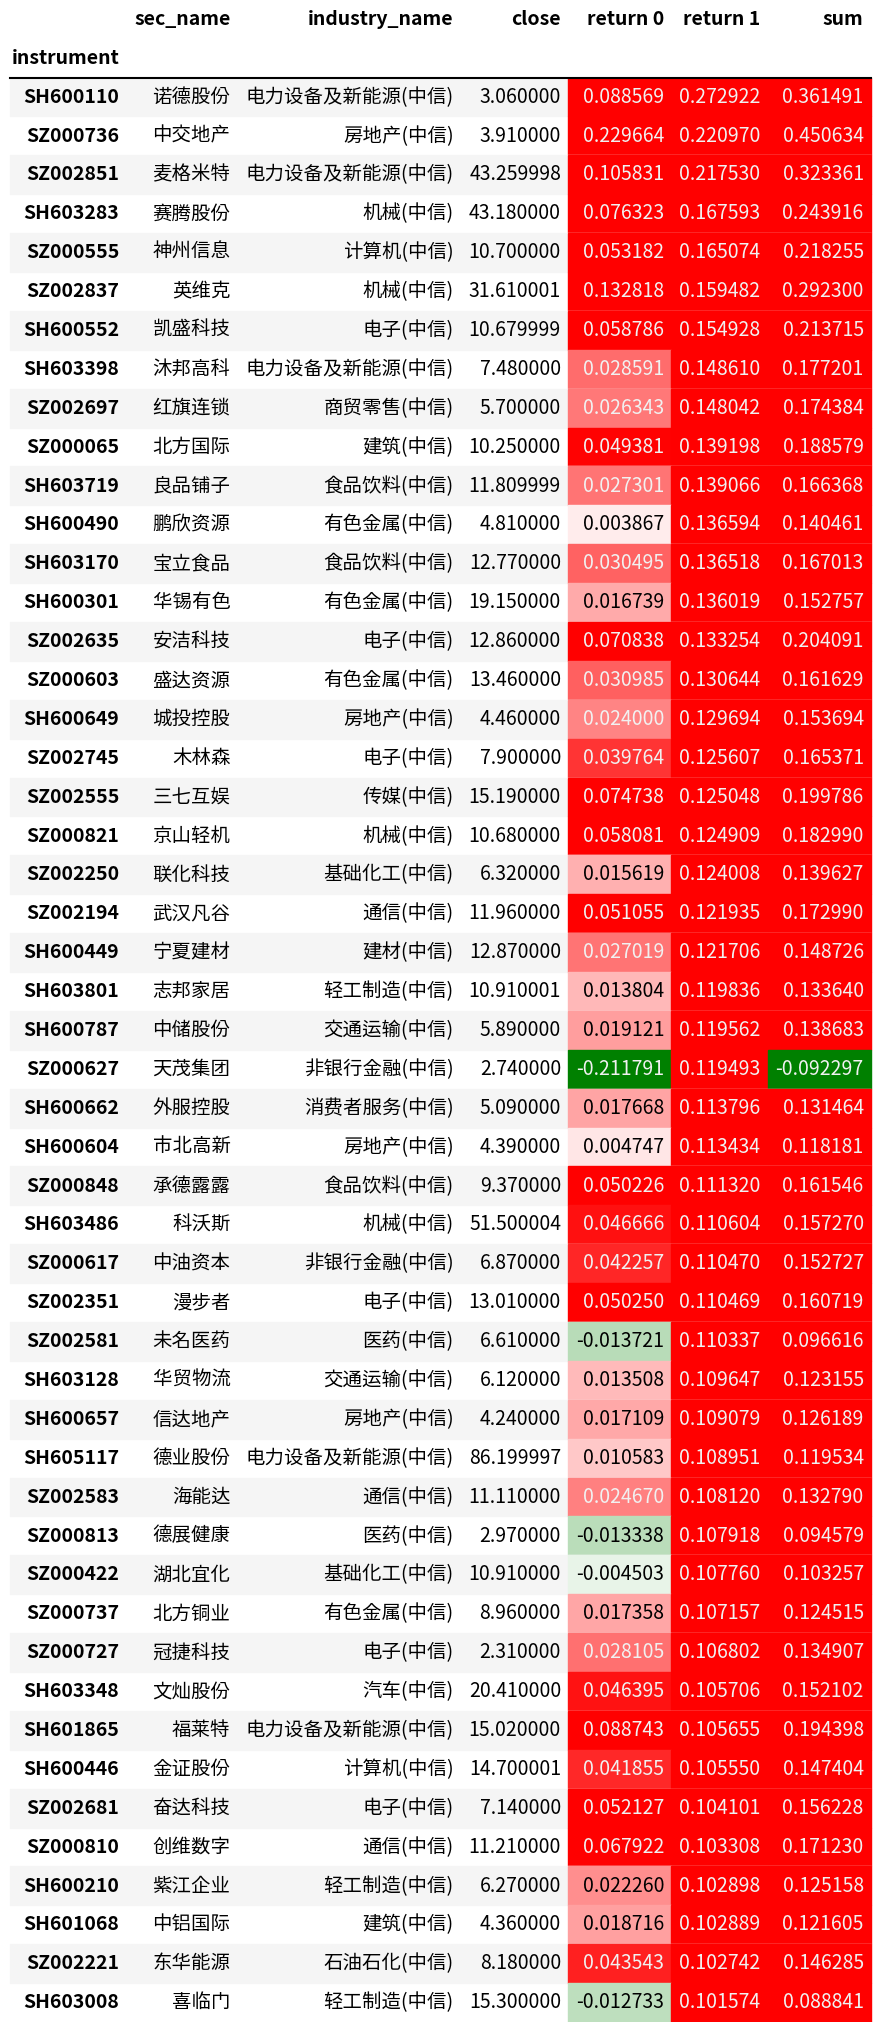 sec_name industry_name close return 0 return 1 sum
instrument
SH600110 诺德股份 电力设备及新能源(中信) 3.060000 0.088569 0.272922 0.361491
SZ000736 中交地产 房地产(中信) 3.910000 0.229664 0.220970 0.450634
SZ002851 麦格米特 电力设备及新能源(中信) 43.259998 0.105831 0.217530 0.323361
SH603283 赛腾股份 机械(中信) 43.180000 0.076323 0.167593 0.243916
SZ000555 神州信息 计算机(中信) 10.700000 0.053182 0.165074 0.218255
SZ002837 英维克 机械(中信) 31.610001 0.132818 0.159482 0.292300
SH600552 凯盛科技 电子(中信) 10.679999 0.058786 0.154928 0.213715
SH603398 沐邦高科 电力设备及新能源(中信) 7.480000 0.028591 0.148610 0.177201
SZ002697 红旗连锁 商贸零售(中信) 5.700000 0.026343 0.148042 0.174384
SZ000065 北方国际 建筑(中信) 10.250000 0.049381 0.139198 0.188579
SH603719 良品铺子 食品饮料(中信) 11.809999 0.027301 0.139066 0.166368
SH600490 鹏欣资源 有色金属(中信) 4.810000 0.003867 0.136594 0.140461
SH603170 宝立食品 食品饮料(中信) 12.770000 0.030495 0.136518 0.167013
SH600301 华锡有色 有色金属(中信) 19.150000 0.016739 0.136019 0.152757
SZ002635 安洁科技 电子(中信) 12.860000 0.070838 0.133254 0.204091
SZ000603 盛达资源 有色金属(中信) 13.460000 0.030985 0.130644 0.161629
SH600649 城投控股 房地产(中信) 4.460000 0.024000 0.129694 0.153694
SZ002745 木林森 电子(中信) 7.900000 0.039764 0.125607 0.165371
SZ002555 三七互娱 传媒(中信) 15.190000 0.074738 0.125048 0.199786
SZ000821 京山轻机 机械(中信) 10.680000 0.058081 0.124909 0.182990
SZ002250 联化科技 基础化工(中信) 6.320000 0.015619 0.124008 0.139627
SZ002194 武汉凡谷 通信(中信) 11.960000 0.051055 0.121935 0.172990
SH600449 宁夏建材 建材(中信) 12.870000 0.027019 0.121706 0.148726
SH603801 志邦家居 轻工制造(中信) 10.910001 0.013804 0.119836 0.133640
SH600787 中储股份 交通运输(中信) 5.890000 0.019121 0.119562 0.138683
SZ000627 天茂集团 非银行金融(中信) 2.740000 -0.211791 0.119493 -0.092297
SH600662 外服控股 消费者服务(中信) 5.090000 0.017668 0.113796 0.131464
SH600604 市北高新 房地产(中信) 4.390000 0.004747 0.113434 0.118181
SZ000848 承德露露 食品饮料(中信) 9.370000 0.050226 0.111320 0.161546
SH603486 科沃斯 机械(中信) 51.500004 0.046666 0.110604 0.157270
SZ000617 中油资本 非银行金融(中信) 6.870000 0.042257 0.110470 0.152727
SZ002351 漫步者 电子(中信) 13.010000 0.050250 0.110469 0.160719
SZ002581 未名医药 医药(中信) 6.610000 -0.013721 0.110337 0.096616
SH603128 华贸物流 交通运输(中信) 6.120000 0.013508 0.109647 0.123155
SH600657 信达地产 房地产(中信) 4.240000 0.017109 0.109079 0.126189
SH605117 德业股份 电力设备及新能源(中信) 86.199997 0.010583 0.108951 0.119534
SZ002583 海能达 通信(中信) 11.110000 0.024670 0.108120 0.132790
SZ000813 德展健康 医药(中信) 2.970000 -0.013338 0.107918 0.094579
SZ000422 湖北宜化 基础化工(中信) 10.910000 -0.004503 0.107760 0.103257
SZ000737 北方铜业 有色金属(中信) 8.960000 0.017358 0.107157 0.124515
SZ000727 冠捷科技 电子(中信) 2.310000 0.028105 0.106802 0.134907
SH603348 文灿股份 汽车(中信) 20.410000 0.046395 0.105706 0.152102
SH601865 福莱特 电力设备及新能源(中信) 15.020000 0.088743 0.105655 0.194398
SH600446 金证股份 计算机(中信) 14.700001 0.041855 0.105550 0.147404
SZ002681 奋达科技 电子(中信) 7.140000 0.052127 0.104101 0.156228
SZ000810 创维数字 通信(中信) 11.210000 0.067922 0.103308 0.171230
SH600210 紫江企业 轻工制造(中信) 6.270000 0.022260 0.102898 0.125158
SH601068 中铝国际 建筑(中信) 4.360000 0.018716 0.102889 0.121605
SZ002221 东华能源 石油石化(中信) 8.180000 0.043543 0.102742 0.146285
SH603008 喜临门 轻工制造(中信) 15.300000 -0.012733 0.101574 0.088841